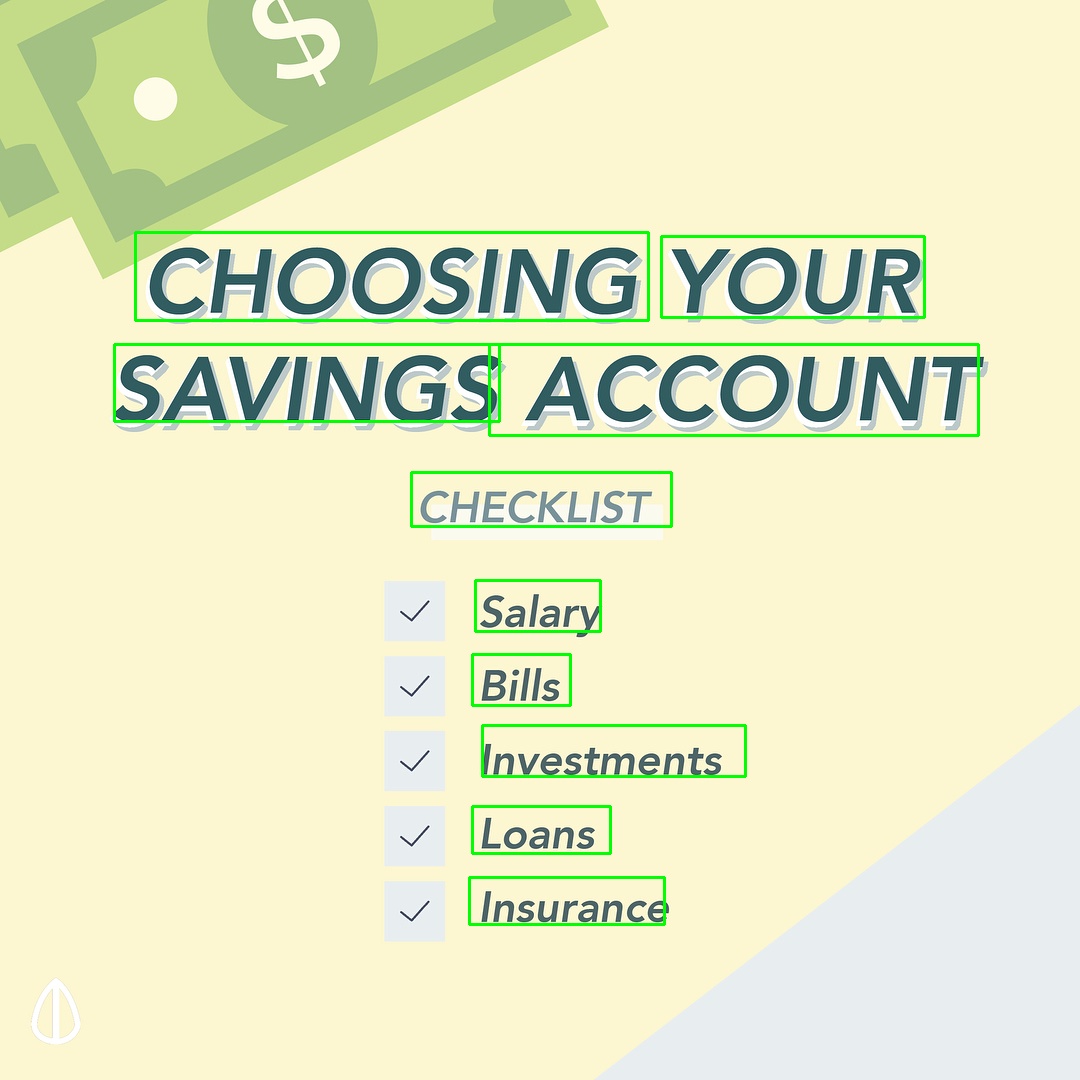 CHOOSING YOUR
SAVINGS ACCOUNT
CHECKLIST
Salary
Bills
Investments
Loans
Insurance